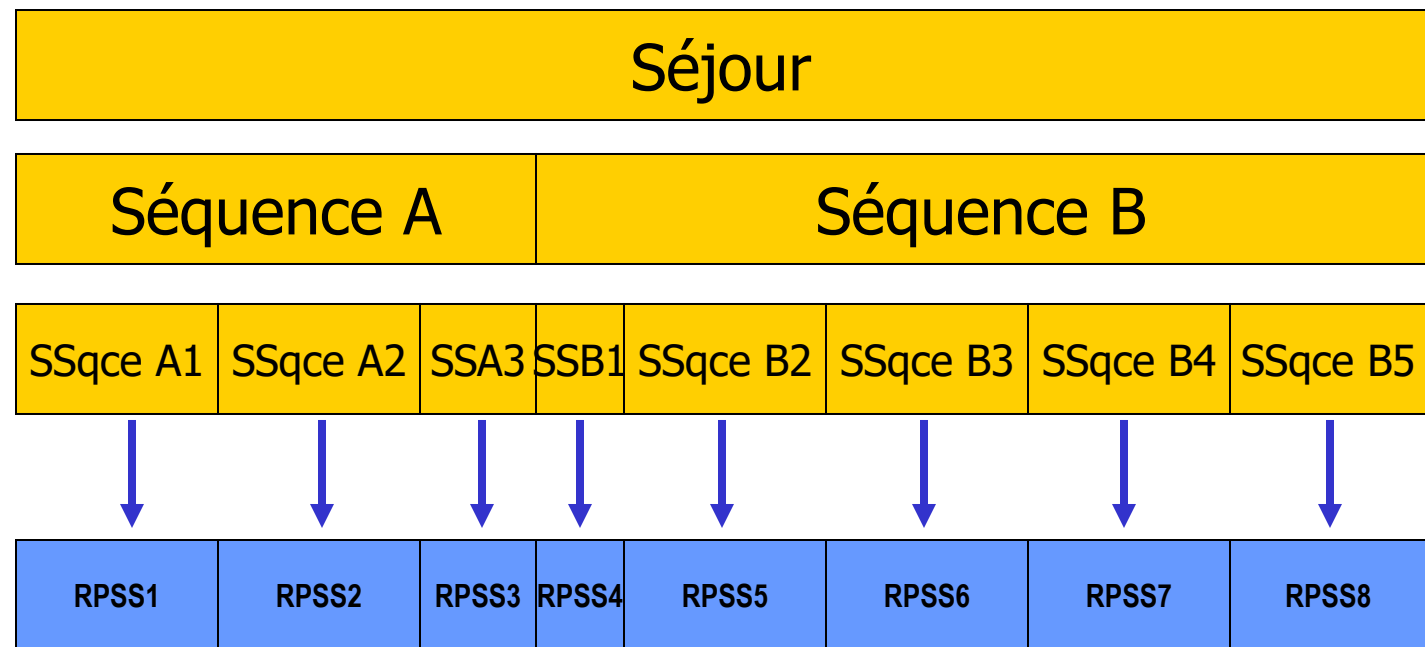 Séjour
Séquence A Séquence B
SSqce A1 SSqce A2 SSA3 SSB1 SSqce B2 SSqce B3 SSqce B4 SSqce B5
RPSS1 RPSS2 RPSS3 RPSS4 RPSS5 RPSS6 RPSS7 RPSS8